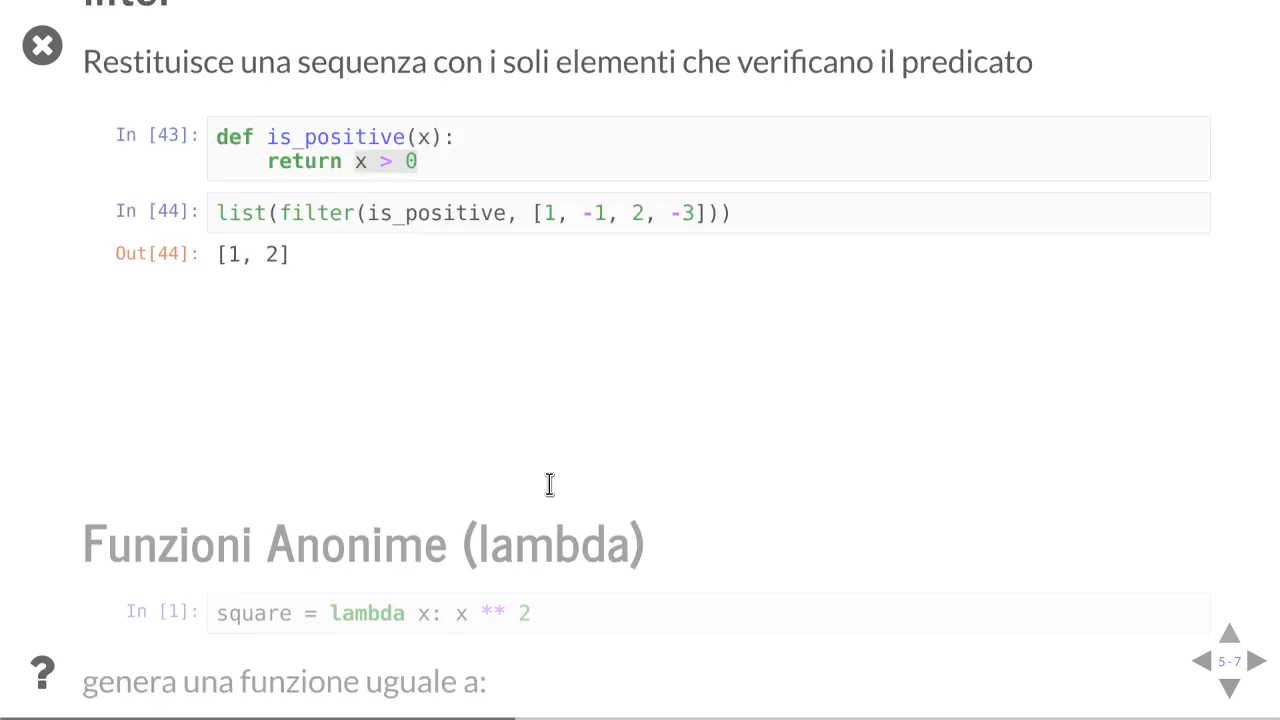 Restituisce una sequenza con i soli elementi che verificano il predicato
In [43]: def is_positive(x):
return x > 0
In [44]: list(filter(is_positive, [1, -1, 2, -3]))
Out[44]: [1, 2]
Funzioni Anonime (lambda)
In [1]: square = lambda x: x ** 2
genera una funzione uguale a:
?
5-7